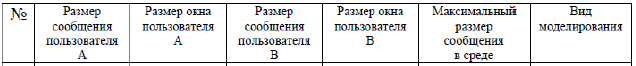 №
Размер
сообщения
пользователя
А
Размер окна
пользователя
А
Размер
сообщения
пользователя
В
Размер окна
пользователя
В
Максимальный
размер
сообщения
в среде
Вид
моделирования